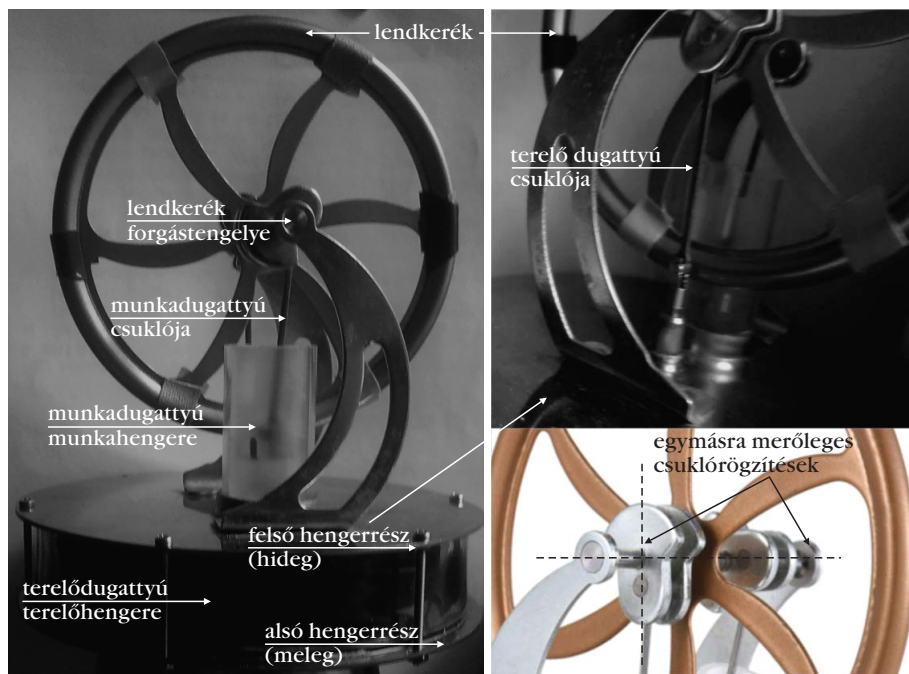 lendkerék
lendkerék
forgástengelye
munkadugattyú
csuklója
munkadugattyú
munkahengere
felső hengerrész
(hideg)
terelődugattyú
terelőhengere
alsó hengerrész
(meleg)
terelő dugattyú
csuklója
egymásra merőleges
csuklórögzítések